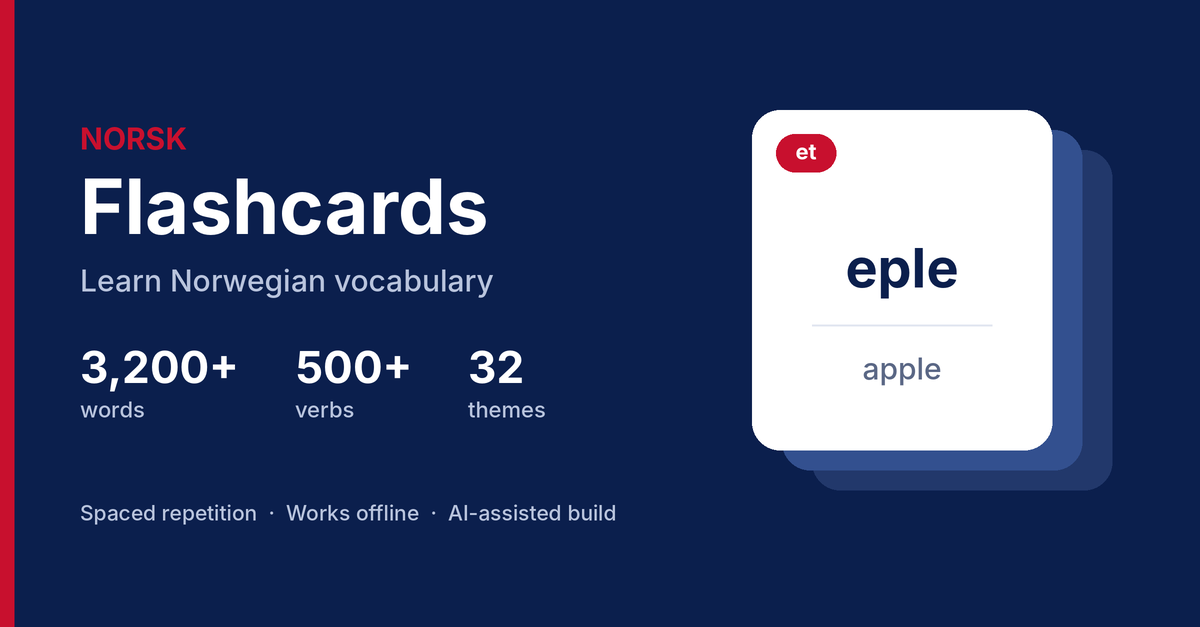 NORSK
Flashcards
Learn Norwegian vocabulary
3,200+ 500+ 32
words verbs themes
Spaced repetition · Works offline · AI-assisted build
et
eple
apple